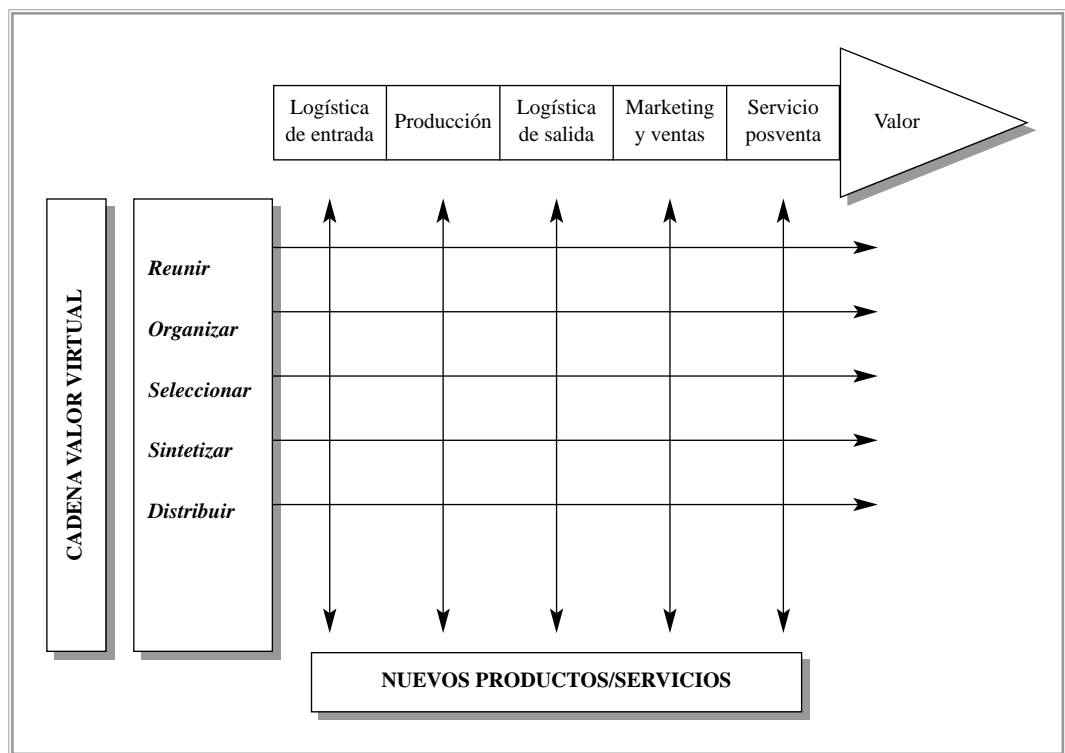 Logística
de entrada
Producción
Logística
de salida
Marketing
y ventas
Servicio
posventa
Valor
CADENA VALOR VIRTUAL
Reunir
Organizar
Seleccionar
Sintetizar
Distribuir
NUEVOS PRODUCTOS/SERVICIOS